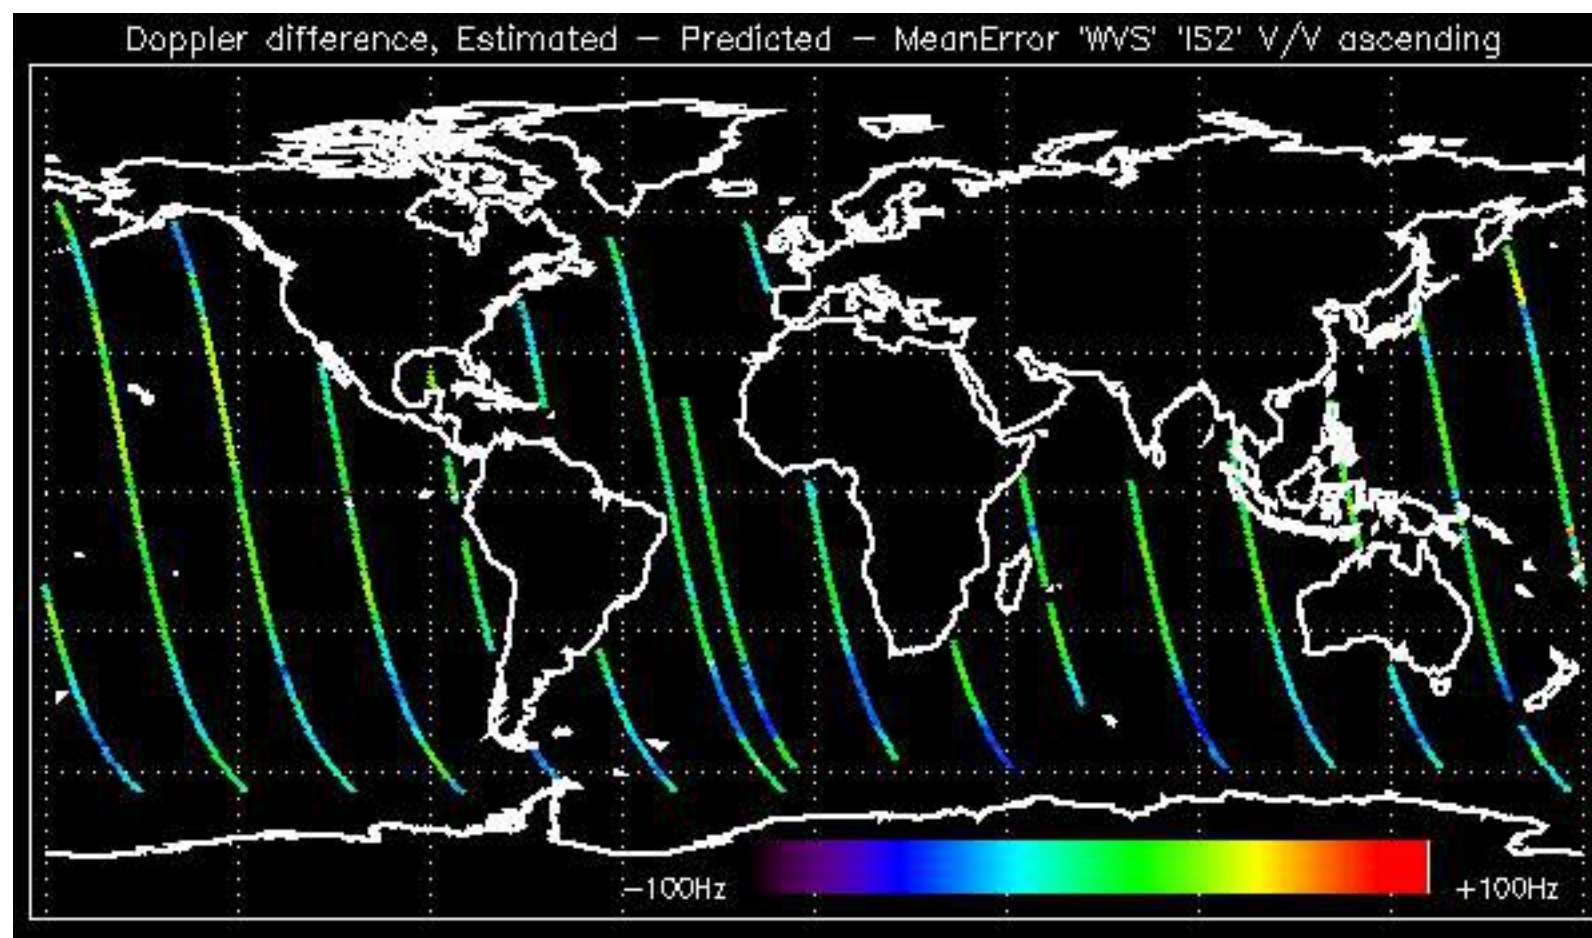 Doppler difference, Estimated – Predicted – MeanError 'WVS' 'IS2' V/V ascending
–100Hz
+100Hz